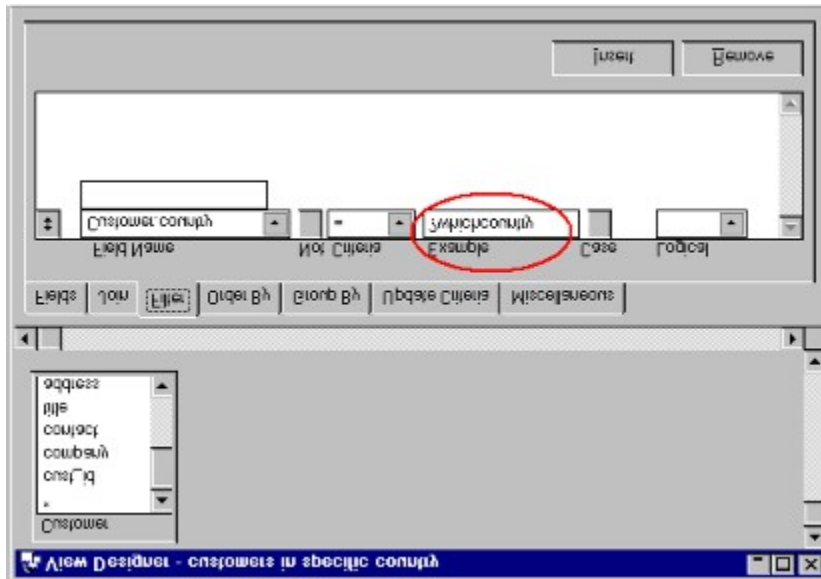 View Designer - customers in specific country
Customer
*
cust_id
company
contact
title
address
Fields Join Filter Order By Group By Update Criteria Miscellaneous
Field Name Not Criteria Example Case Logical
Customer.country = ?whichcountry
Insert Remove